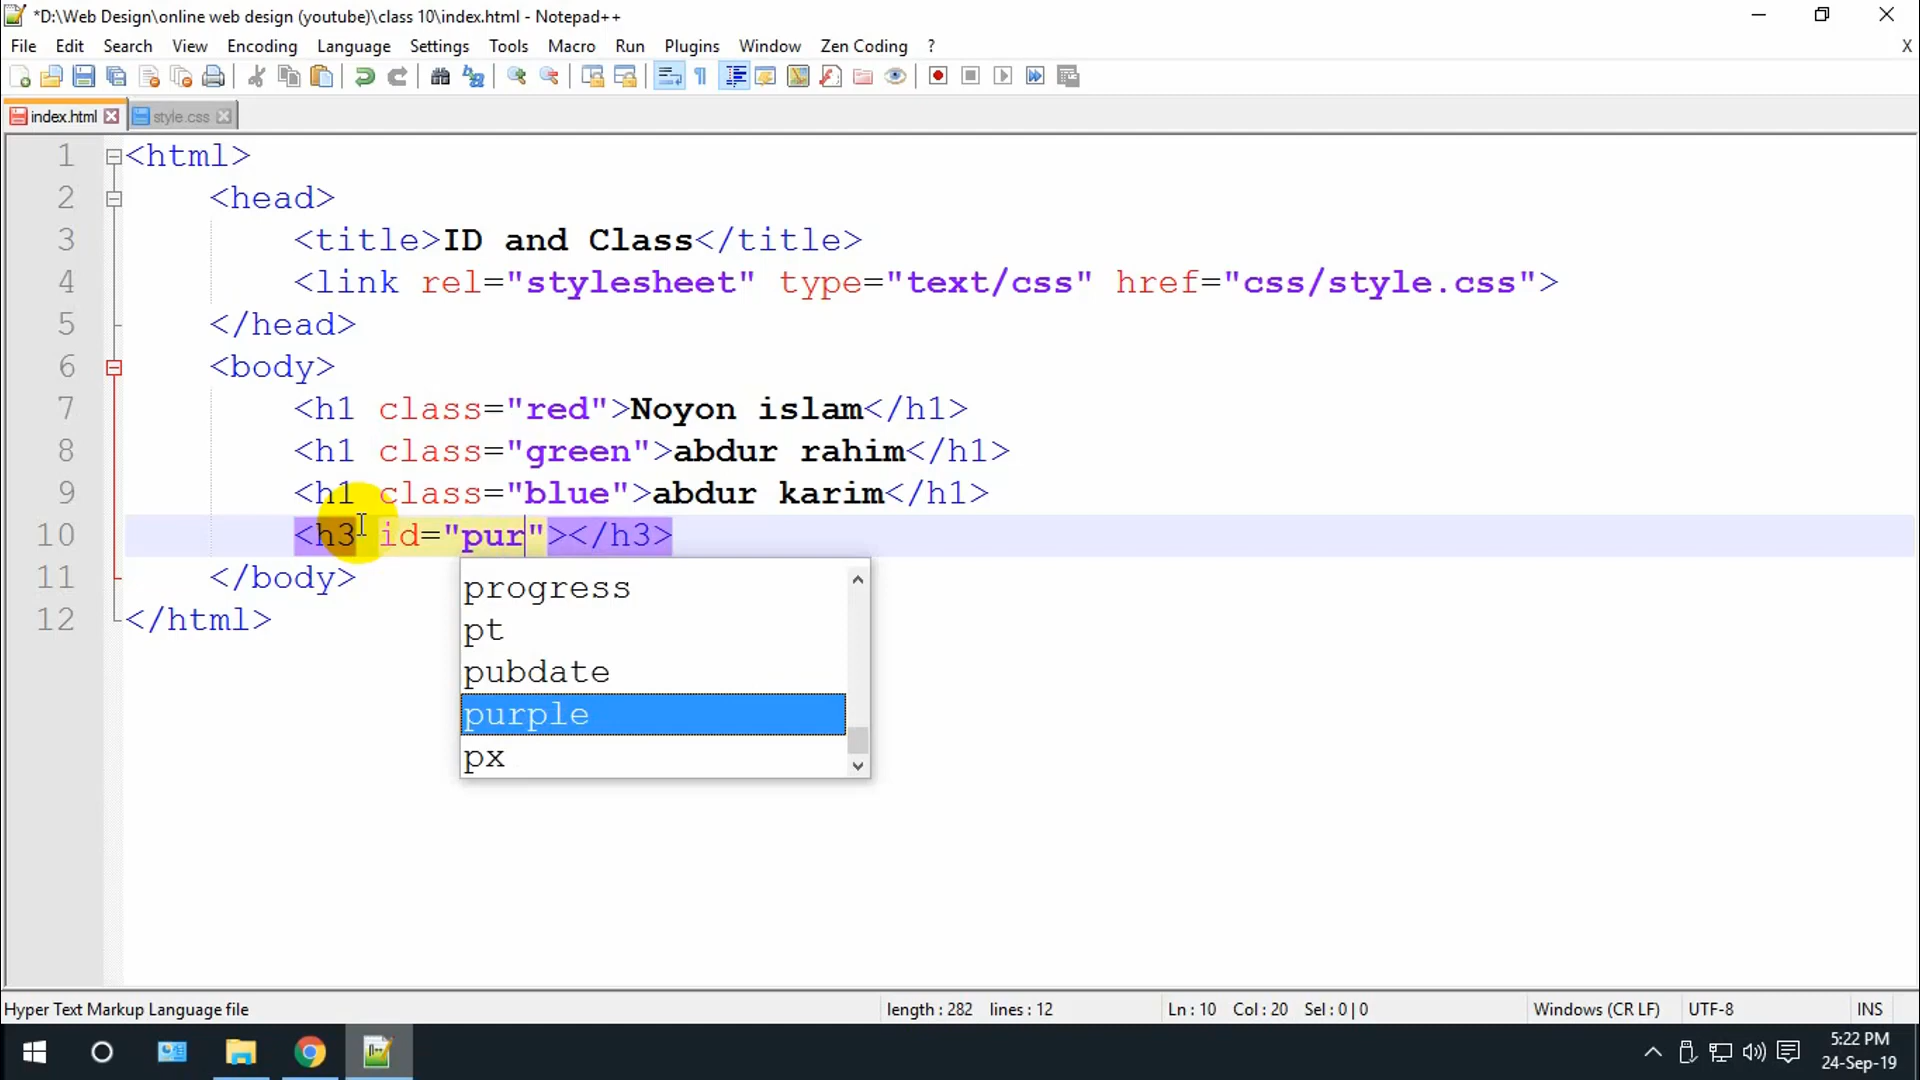 *D:\Web Design\online web design (youtube)\class 10\index.html - Notepad++
File Edit Search View Encoding Language Settings Tools Macro Run Plugins Window Zen Coding ? X
index.html style.css
1 <html>
2 <head>
3 <title>ID and Class</title>
4 <link rel="stylesheet" type="text/css" href="css/style.css">
5 </head>
6 <body>
7 <h1 class="red">Noyon islam</h1>
8 <h1 class="green">abdur rahim</h1>
9 <h1 class="blue">abdur karim</h1>
10 <h3 id="pur"></h3>
11 </body>
12 </html>
progress
pt
pubdate
purple
px
Hyper Text Markup Language file length : 282 lines : 12 Ln : 10 Col : 20 Sel : 0 | 0 Windows (CR LF) UTF-8 INS
5:22 PM
24-Sep-19